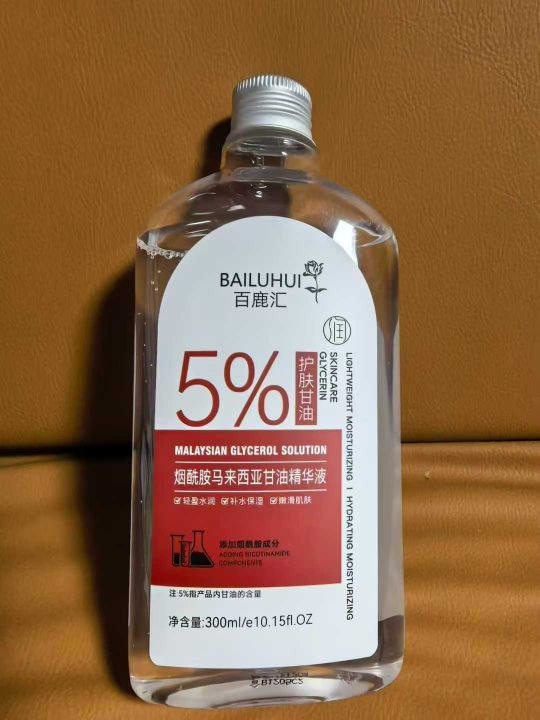 BAILUHUI
百鹿汇
润
5%
护肤甘油
SKINCARE
GLYCERIN
LIGHTWEIGHT MOISTURIZING | HYDRATING MOISTURIZING
MALAYSIAN GLYCEROL SOLUTION
烟酰胺马来西亚甘油精华液
轻盈水润 补水保湿 嫩滑肌肤
添加烟酰胺成分
ADDING NICOTINAMIDE
COMPONENTS
注 5%指产品内甘油的含量
净含量:300ml/e10.15fl.OZ